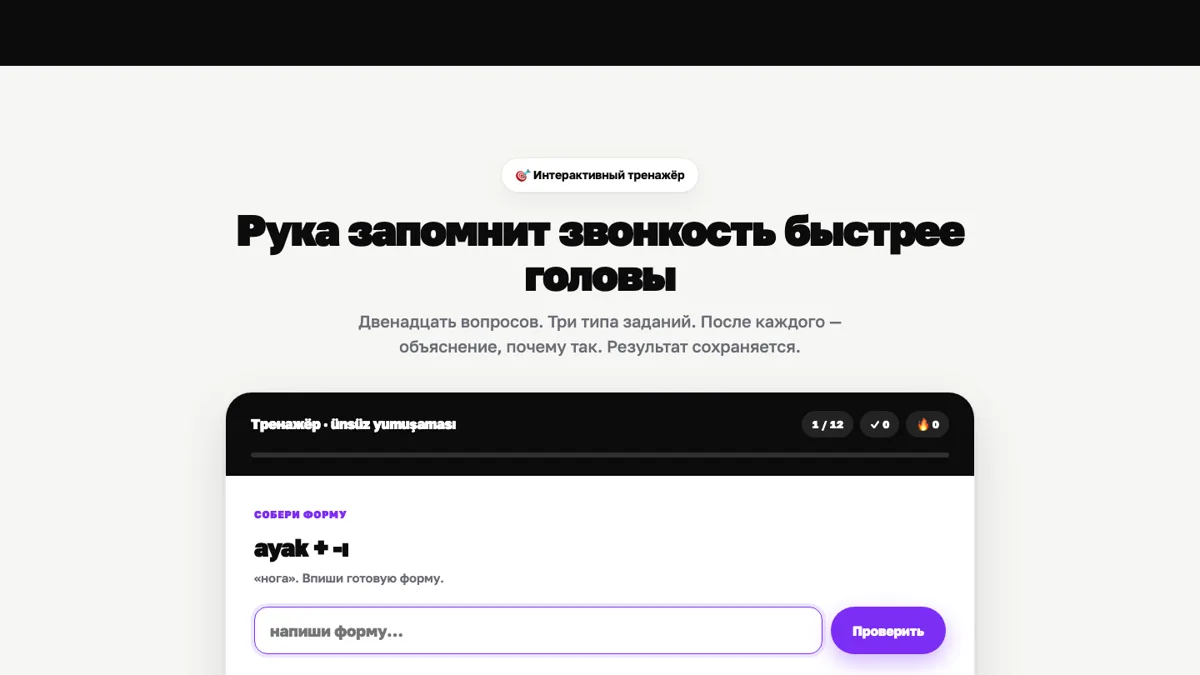 🎯 Интерактивный тренажёр
Рука запомнит звонкость быстрее
головы
Двенадцать вопросов. Три типа заданий. После каждого —
объяснение, почему так. Результат сохраняется.
Тренажёр · ünsüz yumuşaması
1 / 12
✓ 0
🔥 0
СОБЕРИ ФОРМУ
ayak + -ı
«нога». Впиши готовую форму.
напиши форму...
Проверить